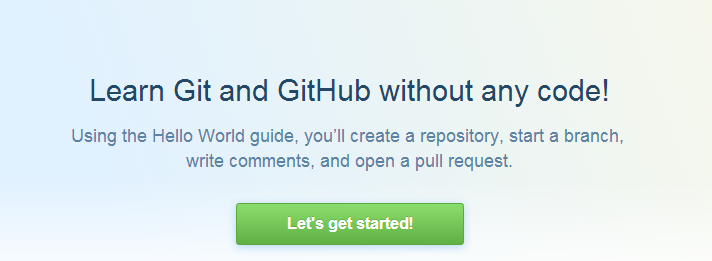 Learn Git and GitHub without any code!
Using the Hello World guide, you’ll create a repository, start a branch,
write comments, and open a pull request.
Let's get started!